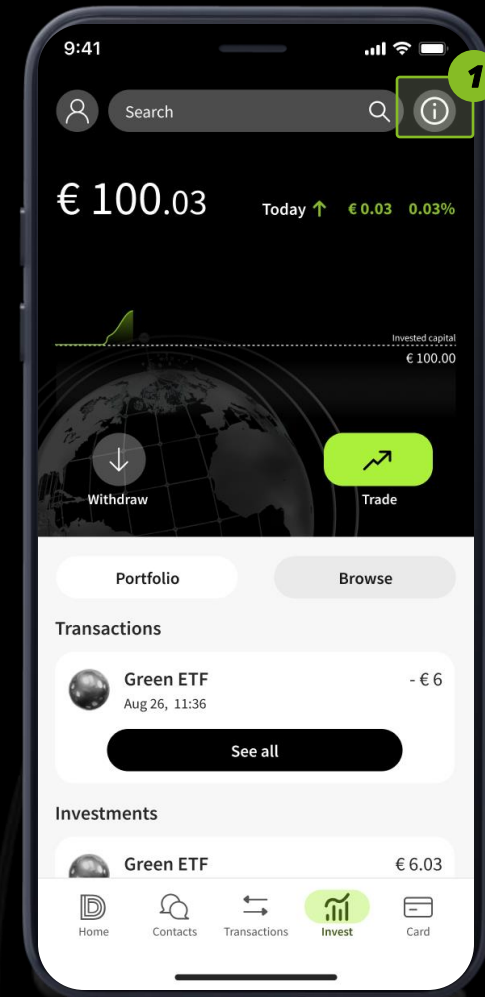 9:41
1
Search
€ 100.03
Today ↑ € 0.03 0.03%
Invested capital
€ 100.00
Withdraw
Trade
Portfolio
Browse
Transactions
Green ETF
- € 6
Aug 26, 11:36
See all
Investments
Green ETF
€ 6.03
Home
Contacts
Transactions
Invest
Card